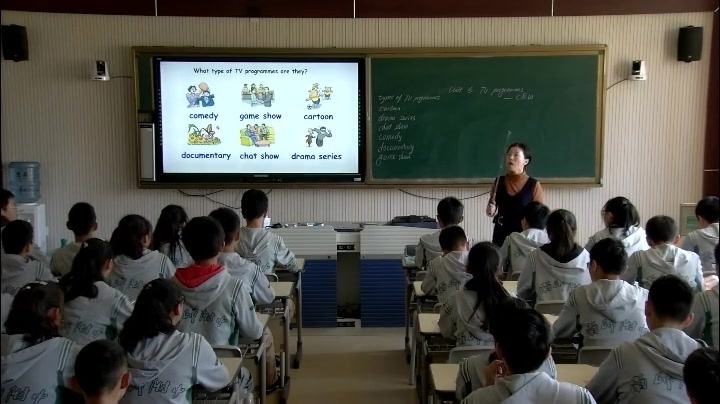 What type of TV programmes are they?
comedy game show cartoon
documentary chat show drama series
Unit 6 TV programmes
types of TV programmes
cartoon
drama series
chat show
comedy
documentary
game show